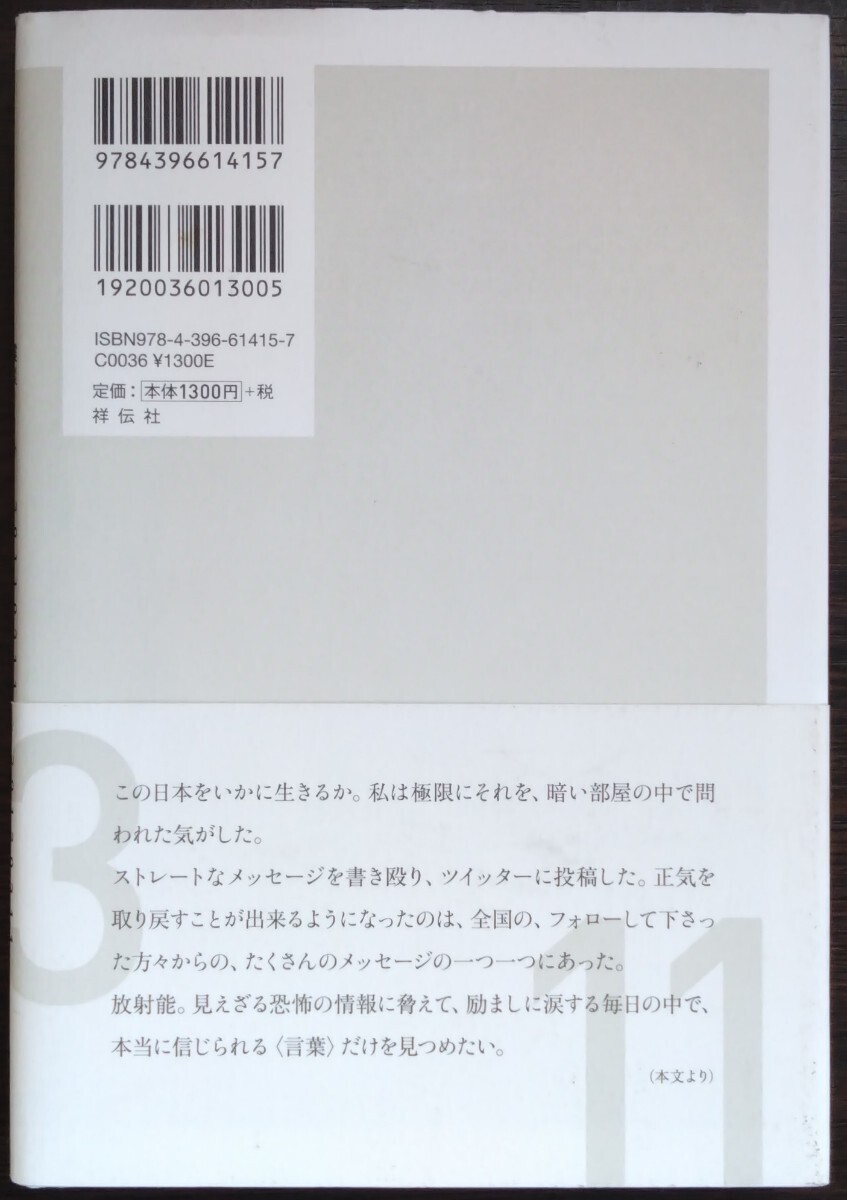 9784396614157
1920036013005
ISBN978-4-396-61415-7
C0036 ¥1300E
定価：本体1300円+税
祥伝社
3
11
この日本をいかに生きるか。私は極限にそれを、暗い部屋の中で問
われた気がした。
ストレートなメッセージを書き殴り、ツイッターに投稿した。正気を
取り戻すことが出来るようになったのは、全国の、フォローして下さっ
た方々からの、たくさんのメッセージの一つ一つにあった。
放射能。見えざる恐怖の情報に脅えて、励ましに涙する毎日の中で、
本当に信じられる〈言葉〉だけを見つめたい。
（本文より）